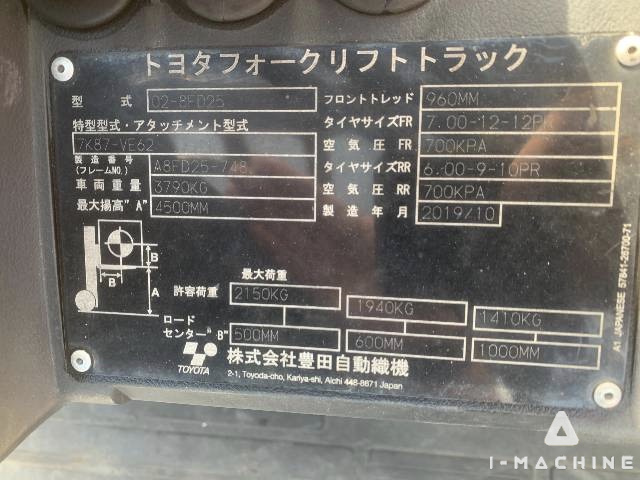 トヨタフォークリフトトラック
型 式 02-8FD25
特型型式・アタッチメント型式
7K87-VE62
製造番号
(フレームNO.) A8FD25-748
車両重量 3790KG
最大揚高"A" 4500MM
フロントトレッド 960MM
タイヤサイズFR 7.00-12-12PR
空気圧FR 700KPA
タイヤサイズRR 6.00-9-10PR
空気圧RR 700KPA
製造年月 2019/10
B
B
A
最大荷重
許容荷重 2150KG 1940KG 1410KG
ロード
センター"B" 500MM 600MM 1000MM
TOYOTA
株式会社豊田自動織機
2-1, Toyoda-cho, Kariya-shi, Aichi 448-8671 Japan
A1 JAPANESE 57841-26700-71
I-MACHINE